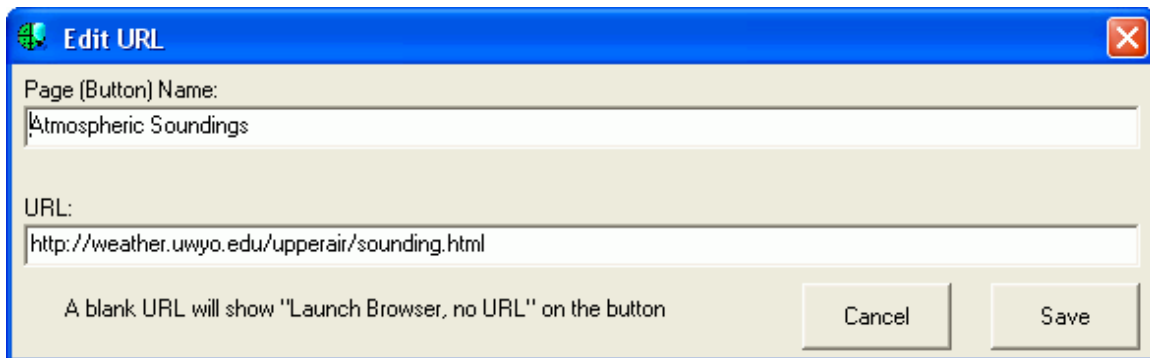 Edit URL
Page (Button) Name:
Atmospheric Soundings
URL:
http://weather.uwyo.edu/upperair/sounding.html
A blank URL will show "Launch Browser, no URL" on the button
Cancel
Save